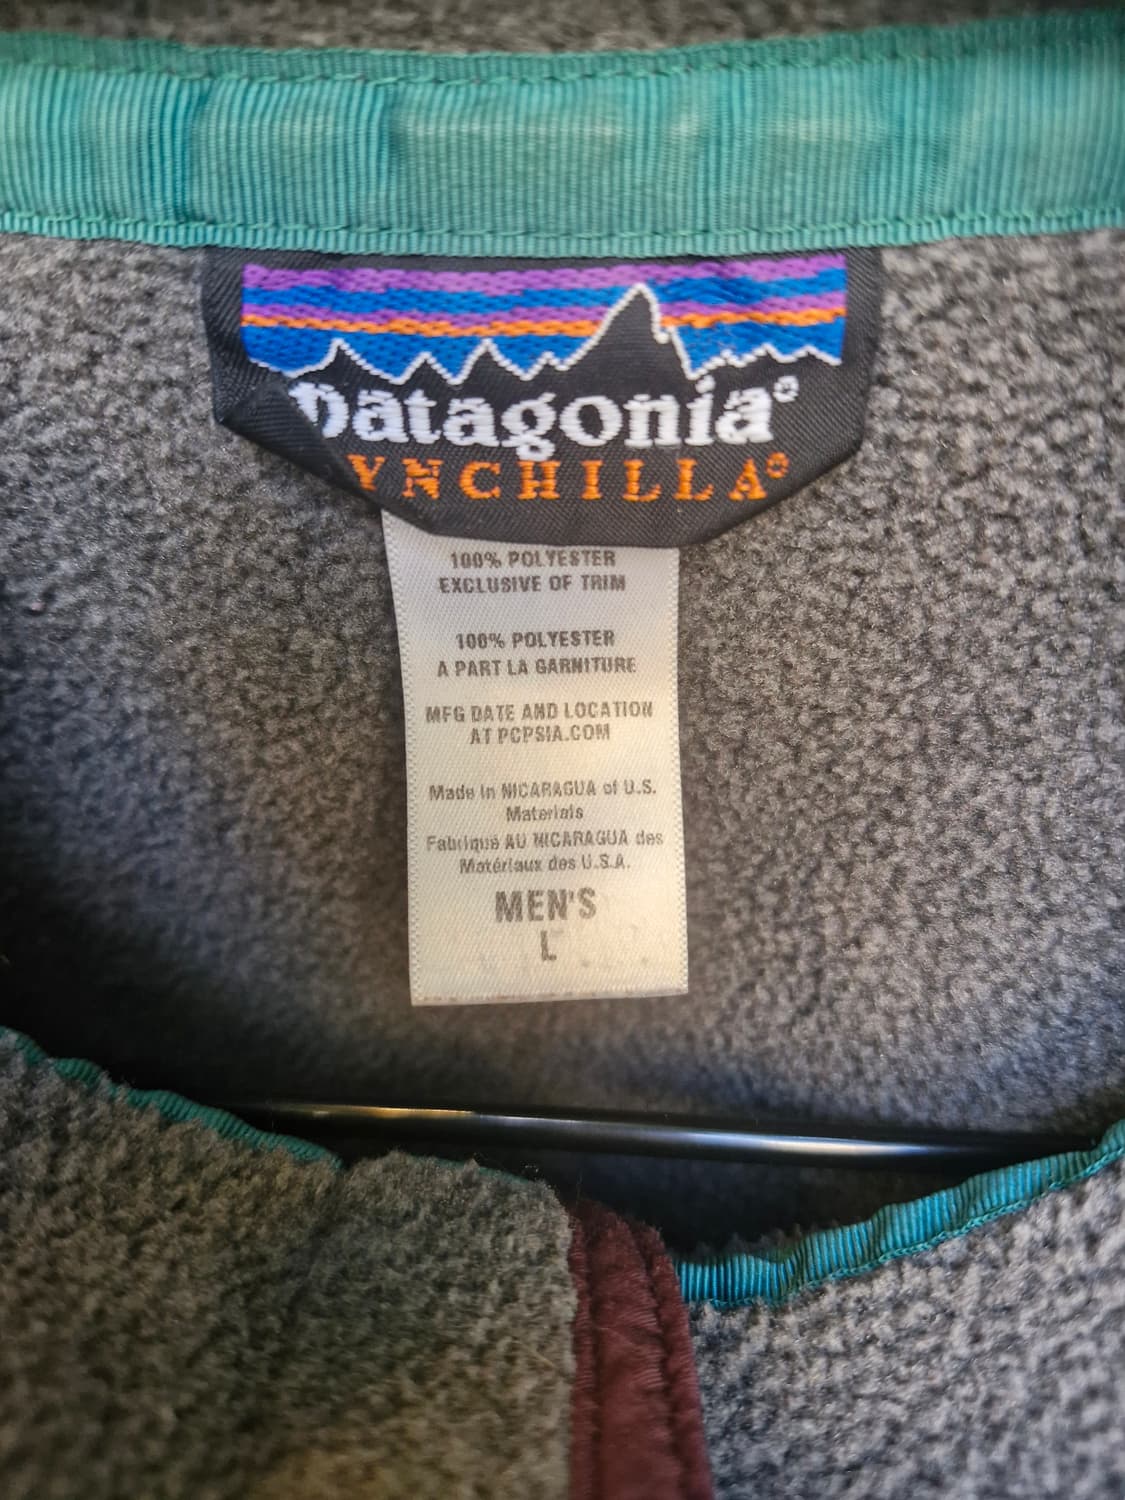 patagonia®
YNCHILLA®
100% POLYESTER
EXCLUSIVE OF TRIM
100% POLYESTER
A PART LA GARNITURE
MFG DATE AND LOCATION
AT PCPSIA.COM
Made in NICARAGUA of U.S.
Materials
Fabriqué AU NICARAGUA des
Matériaux des U.S.A.
MEN'S
L